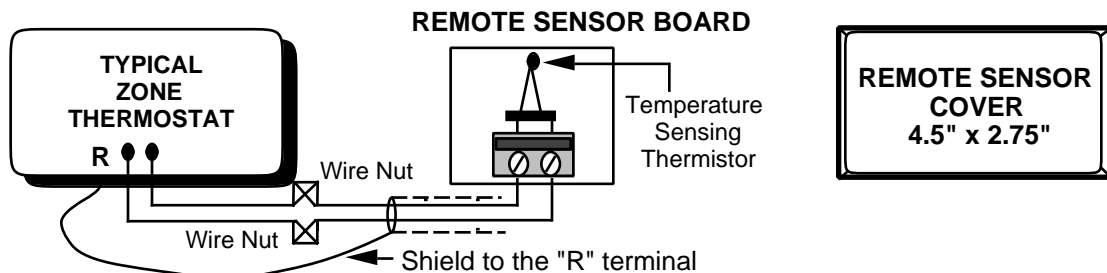 REMOTE SENSOR BOARD
TYPICAL
ZONE
THERMOSTAT
R
Wire Nut
Wire Nut
Temperature
Sensing
Thermistor
Shield to the "R" terminal
REMOTE SENSOR
COVER
4.5" x 2.75"